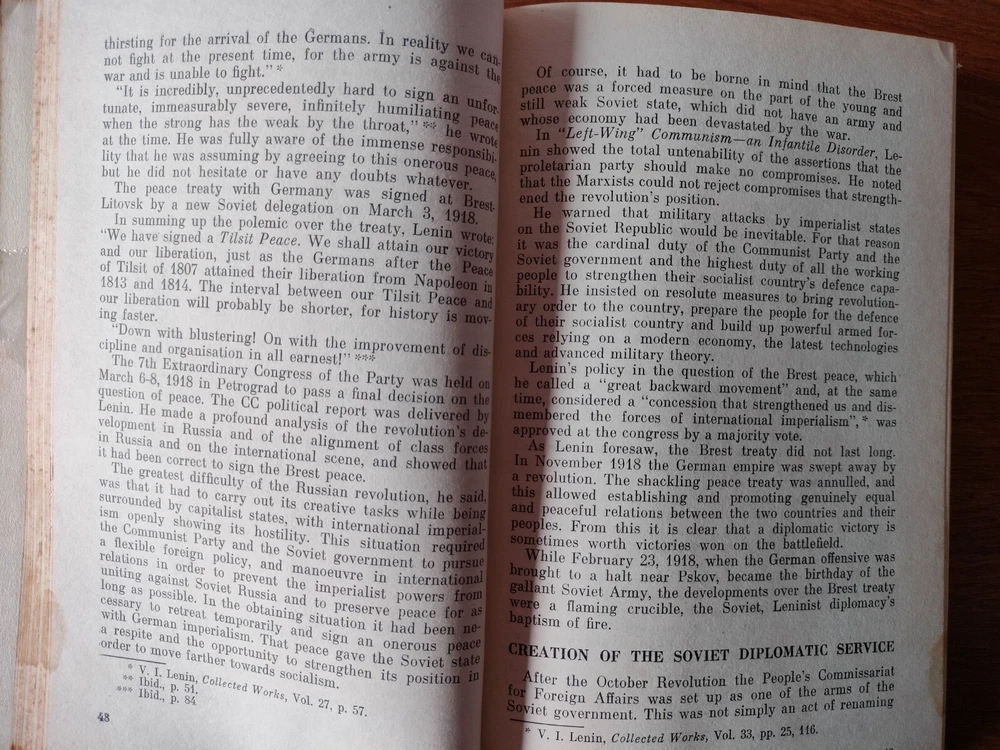 thirsting for the arrival of the Germans. In reality we can-
not fight at the present time, for the army is against the
war and is unable to fight." *
"It is incredibly, unprecedentedly hard to sign an unfor-
tunate, immeasurably severe, infinitely humiliating peace
when the strong has the weak by the throat," ** he wrote
at the time. He was fully aware of the immense responsibi-
lity that he was assuming by agreeing to this onerous peace,
but he did not hesitate or have any doubts whatever.
The peace treaty with Germany was signed at Brest-
Litovsk by a new Soviet delegation on March 3, 1918.
In summing up the polemic over the treaty, Lenin wrote:
"We have signed a Tilsit Peace. We shall attain our victory
and our liberation, just as the Germans after the Peace
of Tilsit of 1807 attained their liberation from Napoleon in
1813 and 1814. The interval between our Tilsit Peace and
our liberation will probably be shorter, for history is mov-
ing faster.
"Down with blustering! On with the improvement of dis-
cipline and organisation in all earnest!" ***
The 7th Extraordinary Congress of the Party was held on
March 6-8, 1918 in Petrograd to pass a final decision on the
question of peace. The CC political report was delivered by
Lenin. He made a profound analysis of the revolution's de-
velopment in Russia and of the alignment of class forces
in Russia and on the international scene, and showed that
it had been correct to sign the Brest peace.
The greatest difficulty of the Russian revolution, he said,
was that it had to carry out its creative tasks while being
surrounded by capitalist states, with international imperial-
ism openly showing its hostility. This situation required
the Communist Party and the Soviet government to pursue
a flexible foreign policy, and manoeuvre in international
relations in order to prevent the imperialist powers from
uniting against Soviet Russia and to preserve peace for as
long as possible. In the obtaining situation it had been ne-
cessary to retreat temporarily and sign an onerous peace
with German imperialism. That peace gave the Soviet state
a respite and the opportunity to strengthen its position in
order to move farther towards socialism.
* V. I. Lenin, Collected Works, Vol. 27, p. 57.
** Ibid., p. 51.
*** Ibid., p. 84
48
Of course, it had to be borne in mind that the Brest
peace was a forced measure on the part of the young and
still weak Soviet state, which did not have an army and
whose economy had been devastated by the war.
In "Left-Wing" Communism—an Infantile Disorder, Le-
nin showed the total untenability of the assertions that the
proletarian party should make no compromises. He noted
that the Marxists could not reject compromises that strength-
ened the revolution's position.
He warned that military attacks by imperialist states
on the Soviet Republic would be inevitable. For that reason
it was the cardinal duty of the Communist Party and the
Soviet government and the highest duty of all the working
people to strengthen their socialist country's defence capa-
bility. He insisted on resolute measures to bring revolution-
ary order to the country, prepare the people for the defence
of their socialist country and build up powerful armed for-
ces relying on a modern economy, the latest technologies
and advanced military theory.
Lenin's policy in the question of the Brest peace, which
he called a "great backward movement" and, at the same
time, considered a "concession that strengthened us and dis-
membered the forces of international imperialism",* was
approved at the congress by a majority vote.
As Lenin foresaw, the Brest treaty did not last long.
In November 1918 the German empire was swept away by
a revolution. The shackling peace treaty was annulled, and
this allowed establishing and promoting genuinely equal
and peaceful relations between the two countries and their
peoples. From this it is clear that a diplomatic victory is
sometimes worth victories won on the battlefield.
While February 23, 1918, when the German offensive was
brought to a halt near Pskov, became the birthday of the
gallant Soviet Army, the developments over the Brest treaty
were a flaming crucible, the Soviet, Leninist diplomacy's
baptism of fire.
CREATION OF THE SOVIET DIPLOMATIC SERVICE
After the October Revolution the People's Commissariat
for Foreign Affairs was set up as one of the arms of the
Soviet government. This was not simply an act of renaming
* V. I. Lenin, Collected Works, Vol. 33, pp. 25, 116.